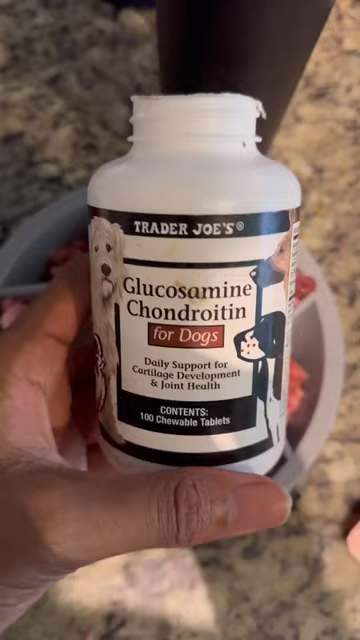 TRADER JOE'S®
Glucosamine
Chondroitin
for Dogs
Daily Support for
Cartilage Development
& Joint Health
CONTENTS:
100 Chewable Tablets